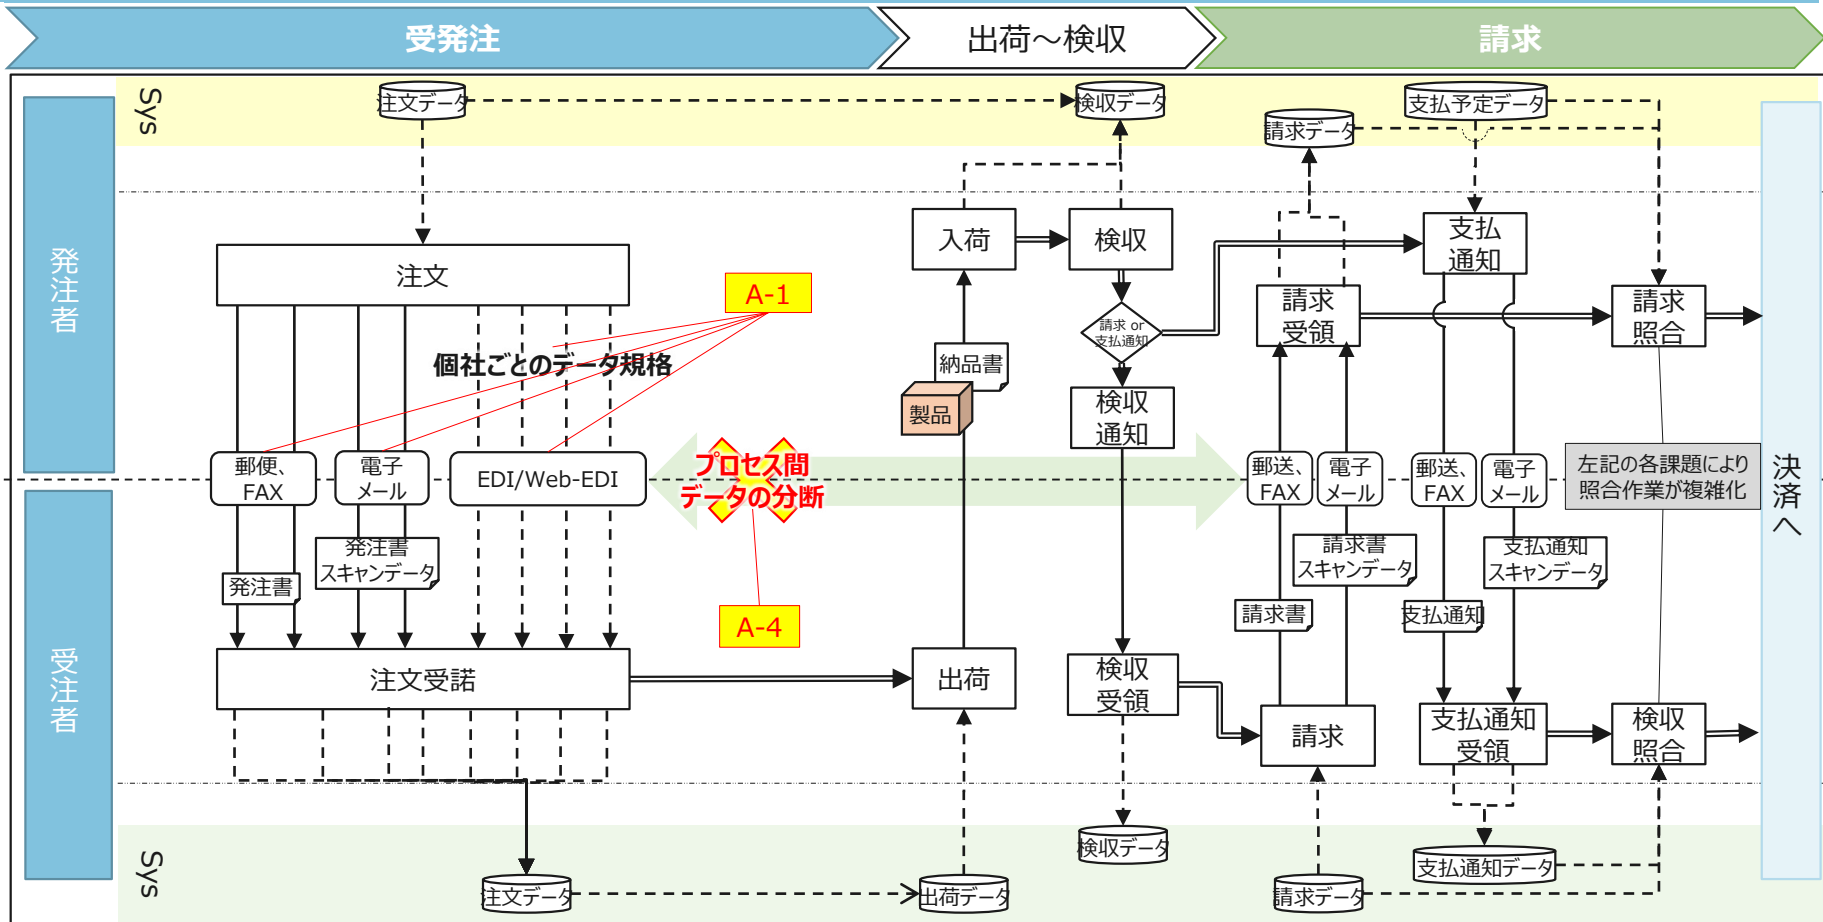 受発注
出荷～検収
請求
Sys
注文データ
検収データ
支払予定データ
請求データ
発注者
注文
入荷
検収
支払
通知
A-1
請求
受領
請求
照合
請求 or
支払通知
個社ごとのデータ規格
納品書
製品
検収
通知
郵便、
FAX
電子
メール
EDI/Web-EDI
プロセス間
データの分断
郵送、
FAX
電子
メール
郵送、
FAX
電子
メール
左記の各課題により
照合作業が複雑化
決済へ
発注書
発注書
スキャンデータ
請求書
請求書
スキャンデータ
支払通知
支払通知
スキャンデータ
A-4
受注者
注文受諾
出荷
検収
受領
請求
支払通知
受領
検収
照合
Sys
注文データ
出荷データ
検収データ
請求データ
支払通知データ